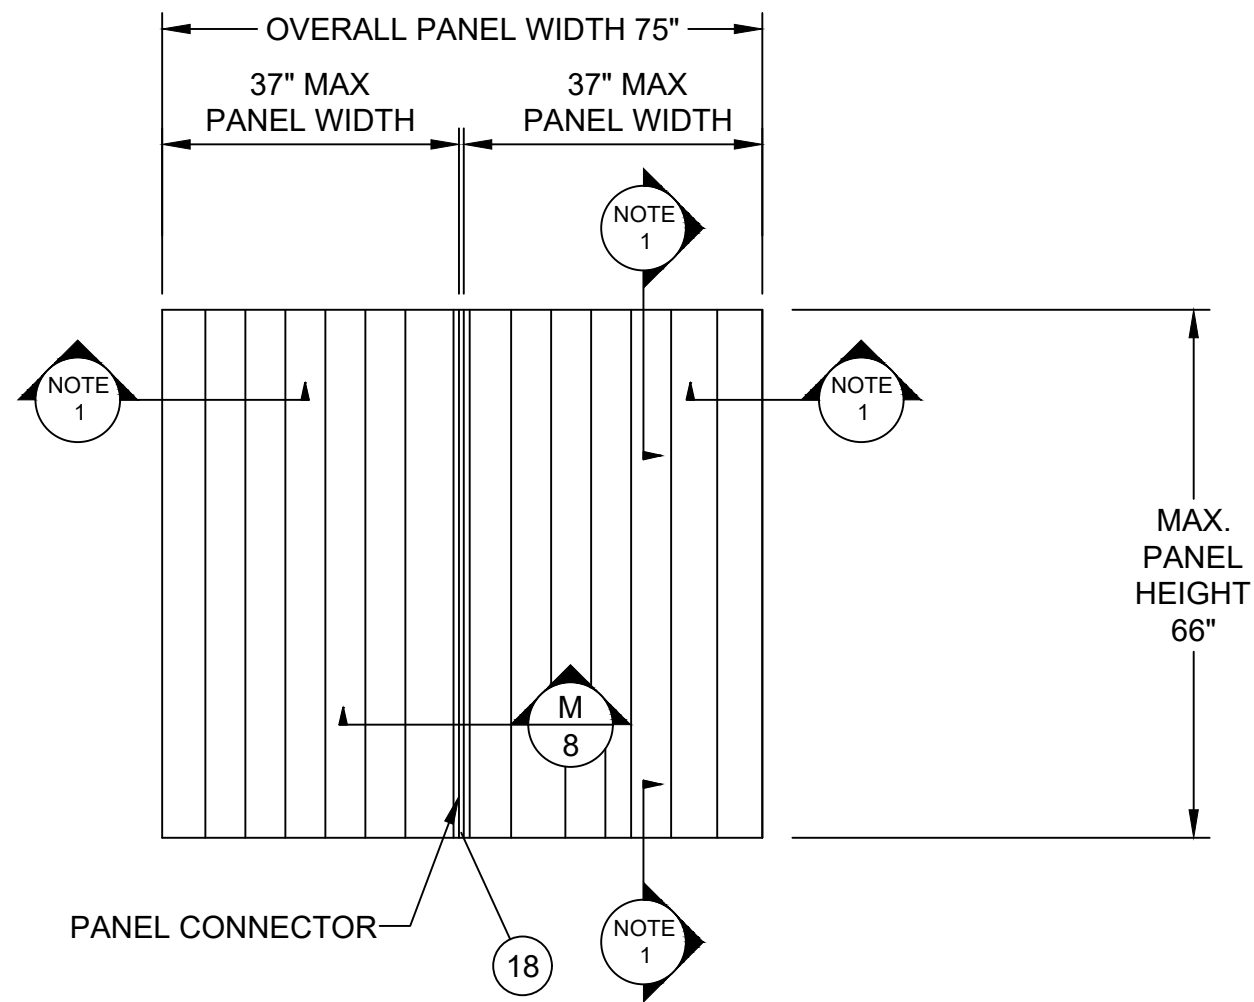 OVERALL PANEL WIDTH 75"
37" MAX
PANEL WIDTH
37" MAX
PANEL WIDTH
NOTE
1
NOTE
1
NOTE
1
MAX.
PANEL
HEIGHT
66"
M
8
PANEL CONNECTOR
18
NOTE
1